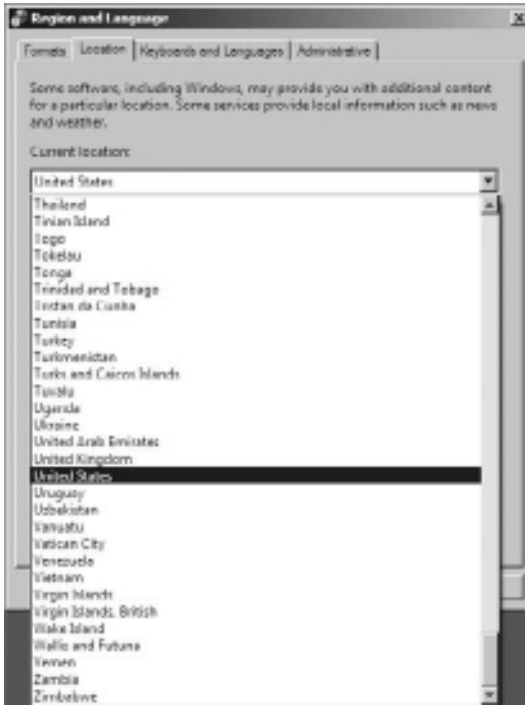 Region and Language
Formats Location Keyboards and Languages Administrative
Some software, including Windows, may provide you with additional content
for a particular location. Some services provide local information such as news
and weather.
Current location:
United States
Thailand
Tinian Island
Togo
Tokelau
Tonga
Trinidad and Tobago
Tristan da Cunha
Tunisia
Turkey
Turkmenistan
Turks and Caicos Islands
Tuvalu
Uganda
Ukraine
United Arab Emirates
United Kingdom
United States
Uruguay
Uzbekistan
Vanuatu
Vatican City
Venezuela
Vietnam
Virgin Islands
Virgin Islands, British
Wake Island
Wallis and Futuna
Yemen
Zambia
Zimbabwe